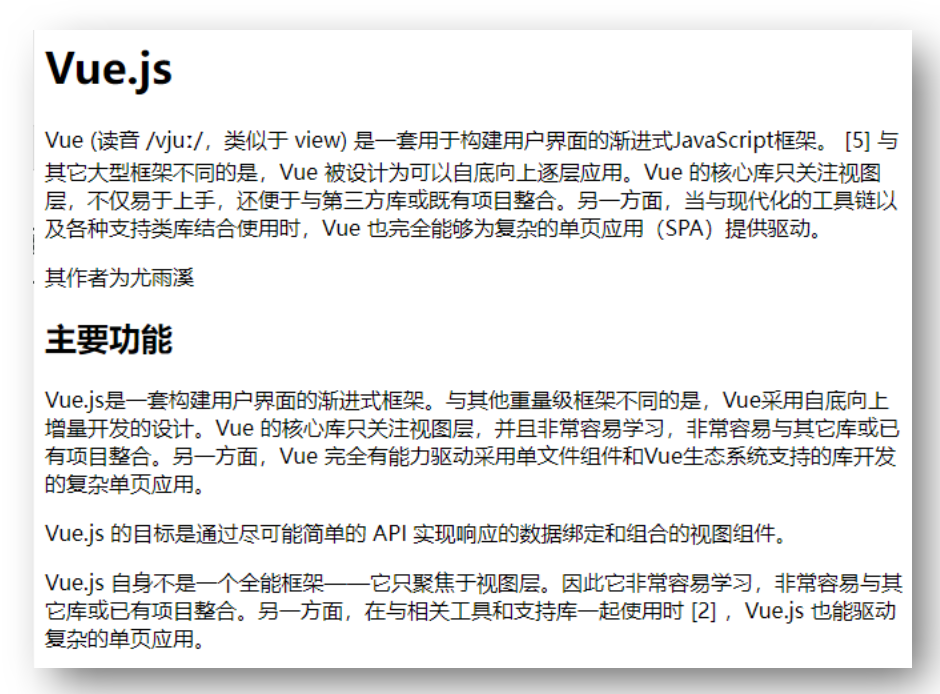 Vue.js
Vue (读音 /vjuː/，类似于 view) 是一套用于构建用户界面的渐进式JavaScript框架。 [5] 与
其它大型框架不同的是，Vue 被设计为可以自底向上逐层应用。Vue 的核心库只关注视图
层，不仅易于上手，还便于与第三方库或既有项目整合。另一方面，当与现代化的工具链以
及各种支持类库结合使用时，Vue 也完全能够为复杂的单页应用（SPA）提供驱动。
其作者为尤雨溪
主要功能
Vue.js是一套构建用户界面的渐进式框架。与其他重量级框架不同的是，Vue采用自底向上
增量开发的设计。Vue 的核心库只关注视图层，并且非常容易学习，非常容易与其它库或已
有项目整合。另一方面，Vue 完全有能力驱动采用单文件组件和Vue生态系统支持的库开发
的复杂单页应用。
Vue.js 的目标是通过尽可能简单的 API 实现响应的数据绑定和组合的视图组件。
Vue.js 自身不是一个全能框架——它只聚焦于视图层。因此它非常容易学习，非常容易与其
它库或已有项目整合。另一方面，在与相关工具和支持库一起使用时 [2] ，Vue.js 也能驱动
复杂的单页应用。